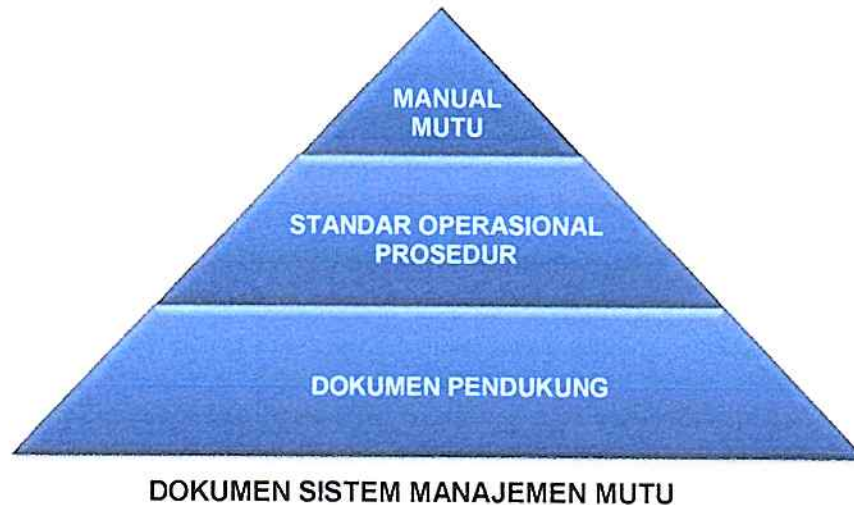 MANUAL
MUTU
STANDAR OPERASIONAL
PROSEDUR
DOKUMEN PENDUKUNG
DOKUMEN SISTEM MANAJEMEN MUTU